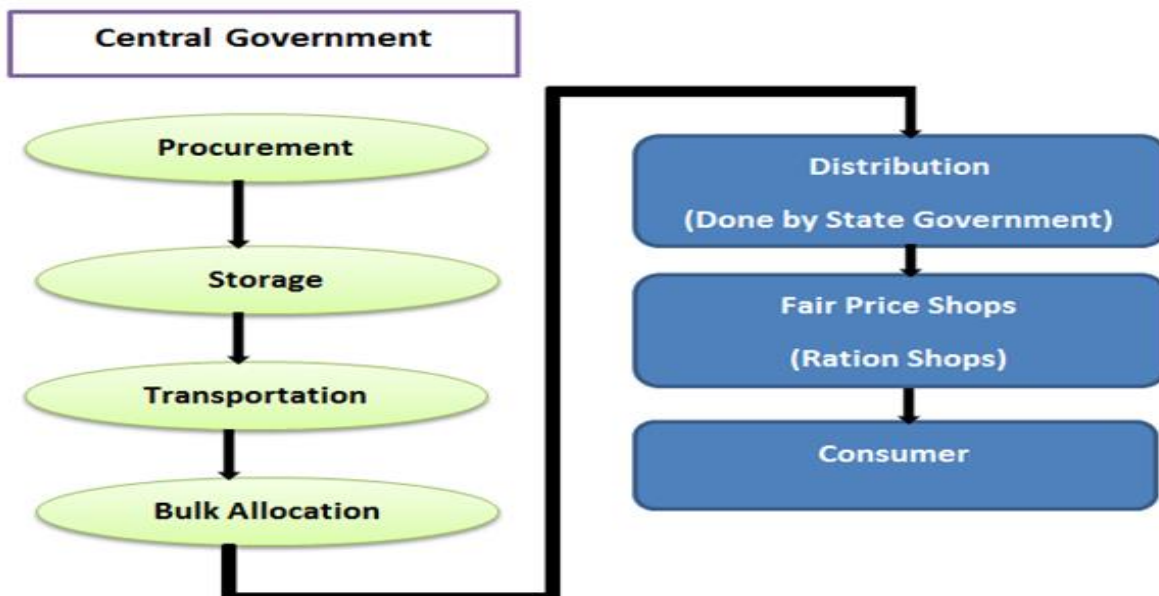 Central Government
Procurement
Storage
Transportation
Bulk Allocation
Distribution
(Done by State Government)
Fair Price Shops
(Ration Shops)
Consumer